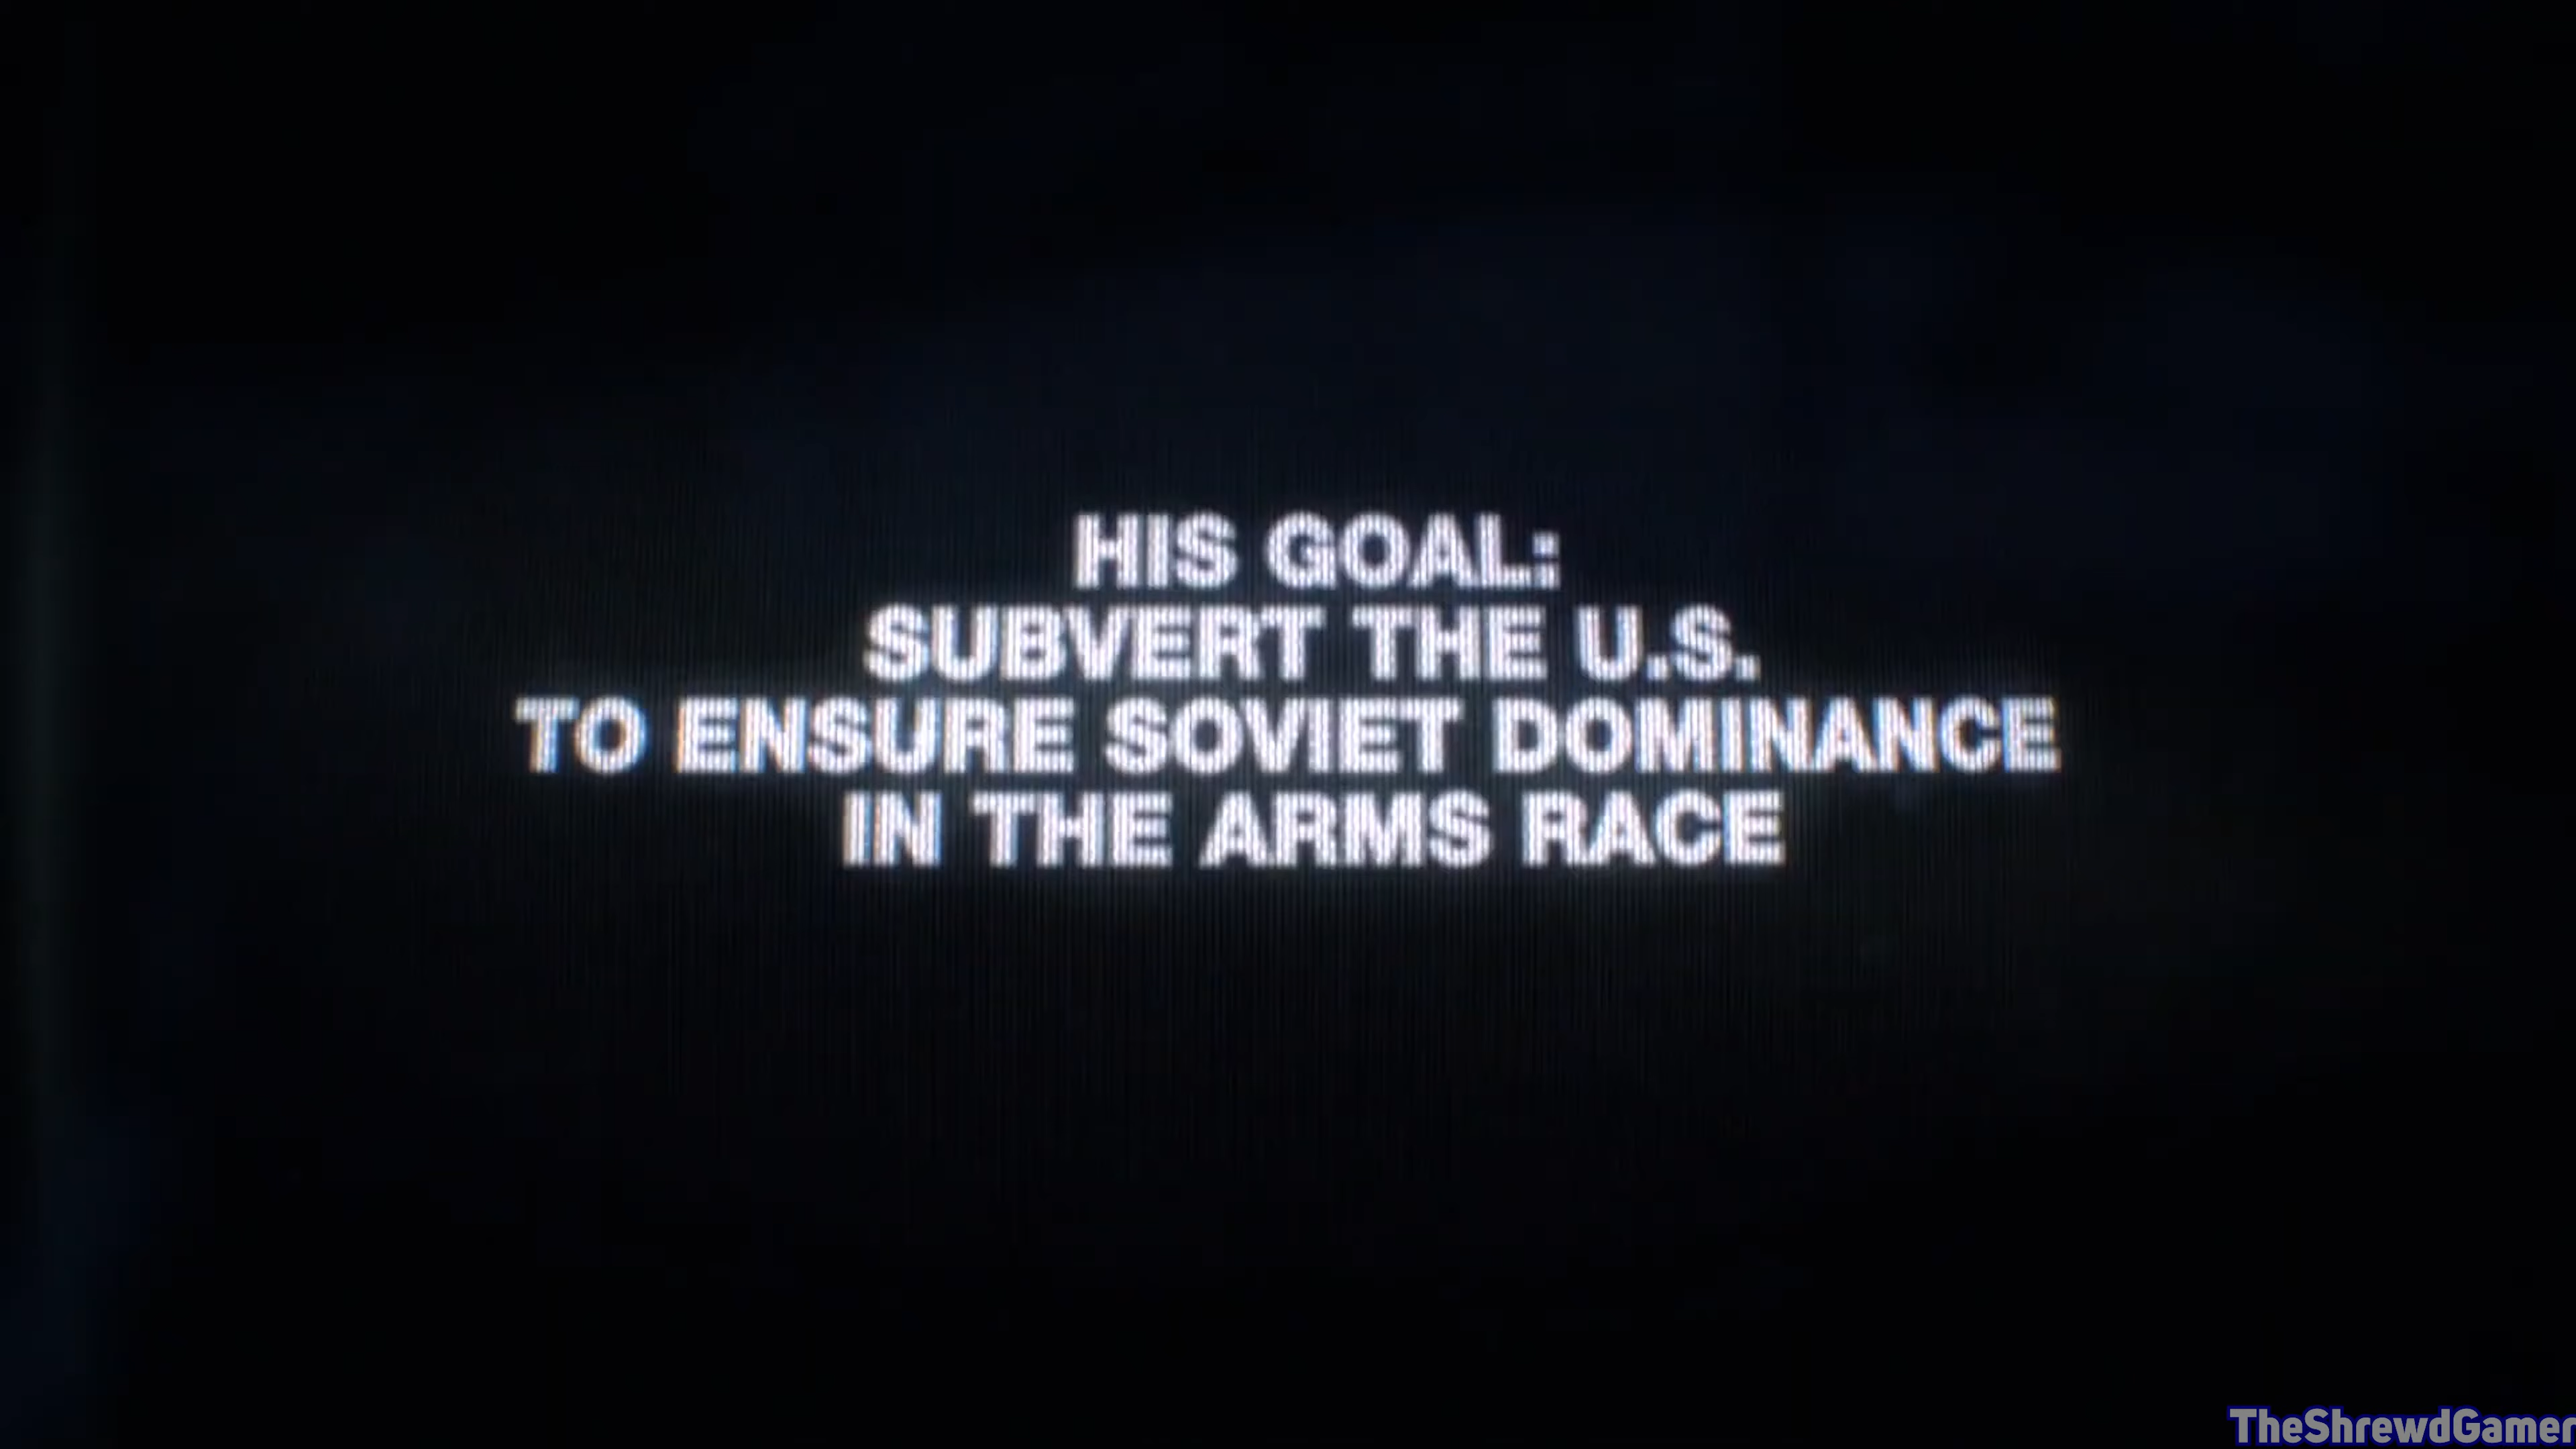 HIS GOAL:
SUBVERT THE U.S.
TO ENSURE SOVIET DOMINANCE
IN THE ARMS RACE
TheShrewdGamer